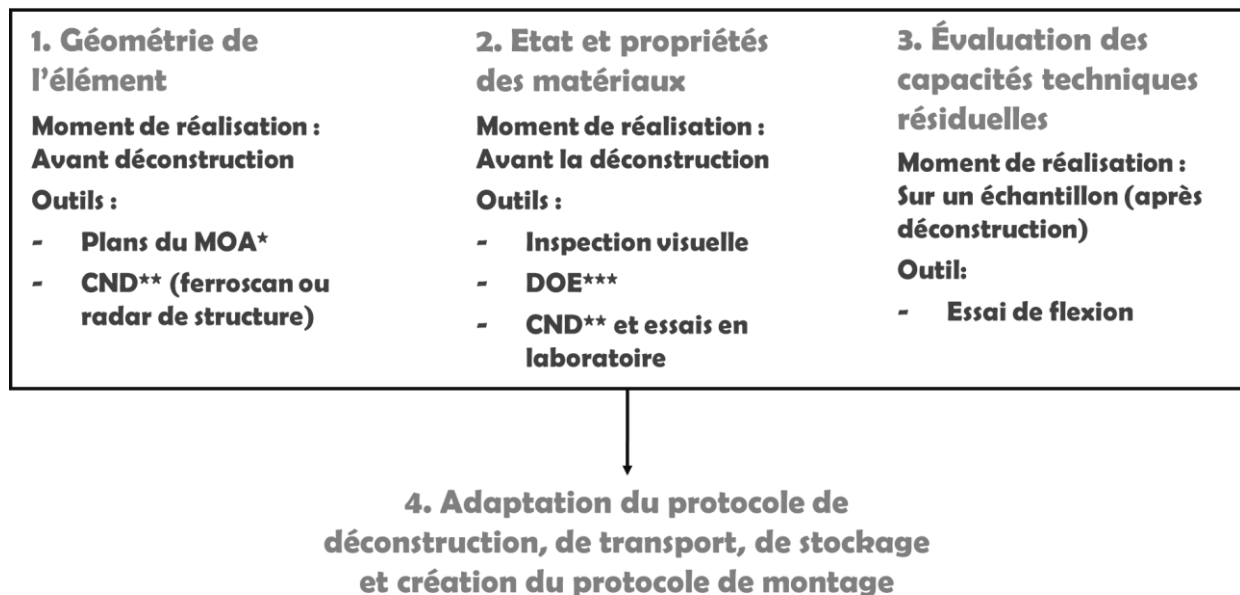 1. Géométrie de
l'élément
Moment de réalisation :
Avant déconstruction
Outils :
- Plans du MOA*
- CND** (ferroscan ou
radar de structure)
2. Etat et propriétés
des matériaux
Moment de réalisation :
Avant la déconstruction
Outils :
- Inspection visuelle
- DOE***
- CND** et essais en
laboratoire
3. Évaluation des
capacités techniques
résiduelles
Moment de réalisation :
Sur un échantillon (après
déconstruction)
Outil:
- Essai de flexion
4. Adaptation du protocole de
déconstruction, de transport, de stockage
et création du protocole de montage